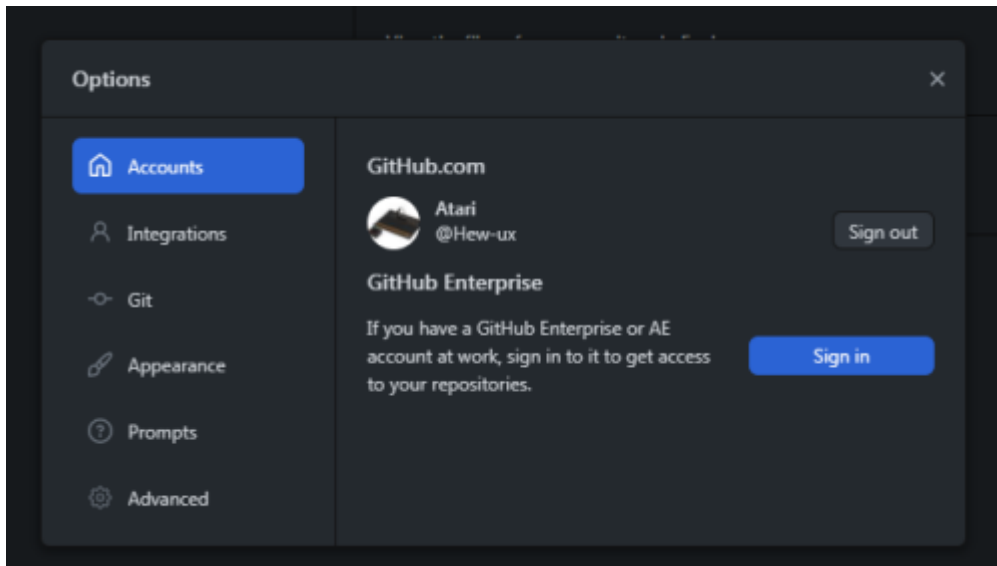 Options
Accounts
Integrations
Git
Appearance
Prompts
Advanced
GitHub.com
Atari
@Hew-ux
Sign out
GitHub Enterprise
If you have a GitHub Enterprise or AE
account at work, sign in to it to get access
to your repositories.
Sign in